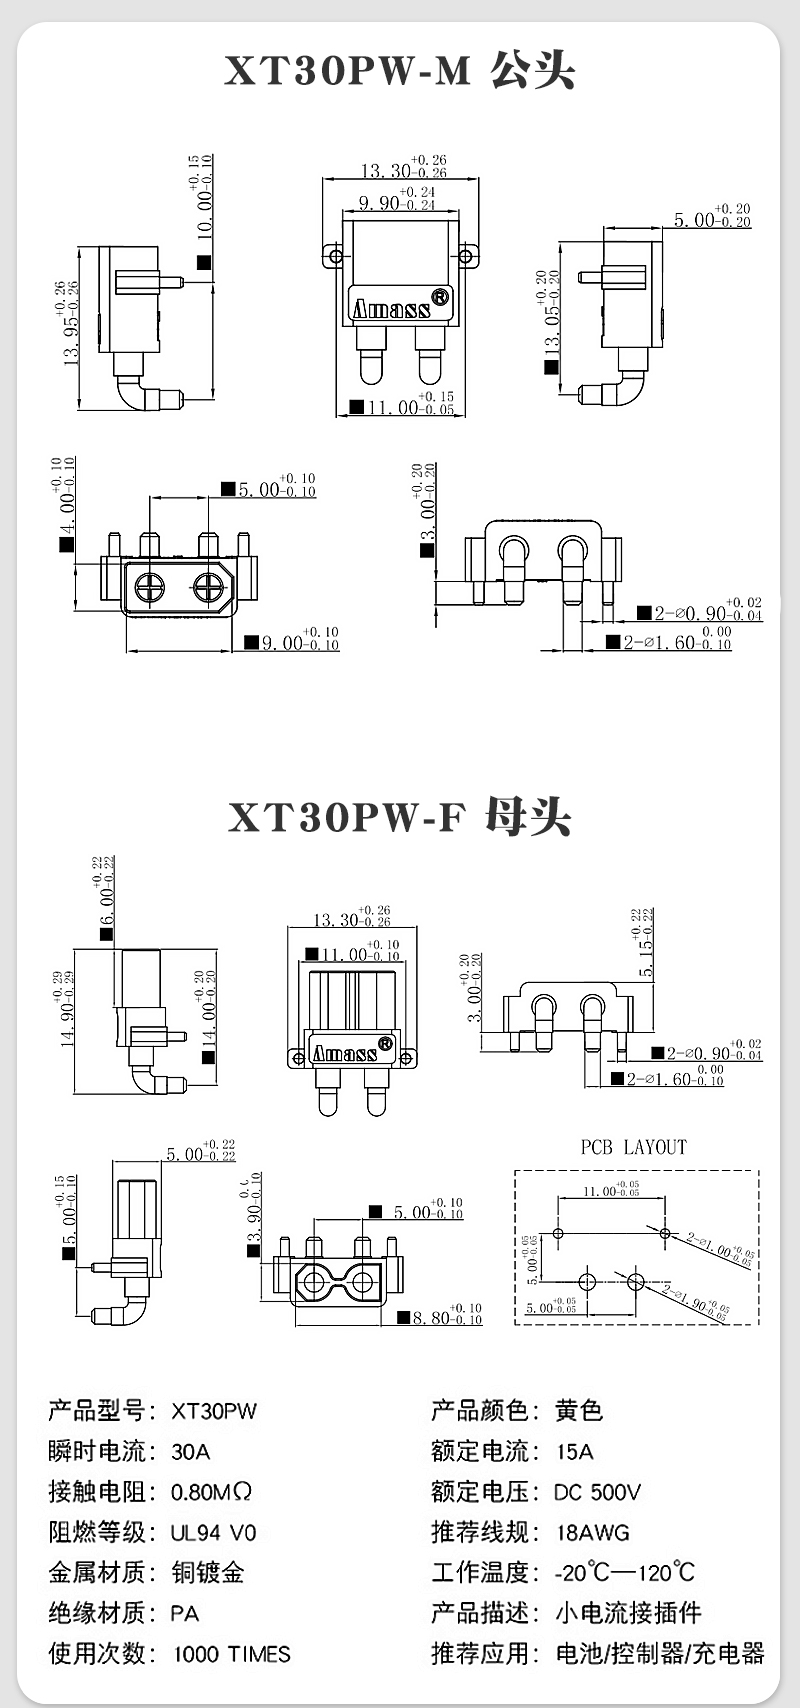 XT30PW-M 公头
10.00+0.15-0.10
13.95+0.26-0.26
13.30+0.26-0.26
9.90+0.24-0.24
Amass®
11.00+0.15-0.05
5.00+0.20-0.20
13.05+0.20-0.20
4.00+0.10-0.10
5.00+0.10-0.10
9.00+0.10-0.10
3.00+0.20-0.20
2-⌀0.90+0.02-0.04
2-⌀1.60 0.00-0.10
XT30PW-F 母头
6.00+0.22-0.22
14.90+0.29-0.29
14.00+0.20-0.20
13.30+0.26-0.26
11.00+0.10-0.10
Amass®
3.00+0.20-0.20
5.15+0.22-0.22
2-⌀0.90+0.02-0.04
2-⌀1.60 0.00-0.10
5.00+0.22-0.22
5.00+0.15-0.10
5.00+0.10-0.10
8.80+0.10-0.10
PCB LAYOUT
11.00+0.05-0.05
5.00+0.05-0.05
5.00+0.05-0.05
2-⌀1.00+0.05-0.05
2-⌀1.90+0.05-0.05
产品型号：XT30PW 产品颜色：黄色
瞬时电流：30A 额定电流：15A
接触电阻：0.80MΩ 额定电压：DC 500V
阻燃等级：UL94 V0 推荐线规：18AWG
金属材质：铜镀金 工作温度：-20℃—120℃
绝缘材质：PA 产品描述：小电流接插件
使用次数：1000 TIMES 推荐应用：电池/控制器/充电器